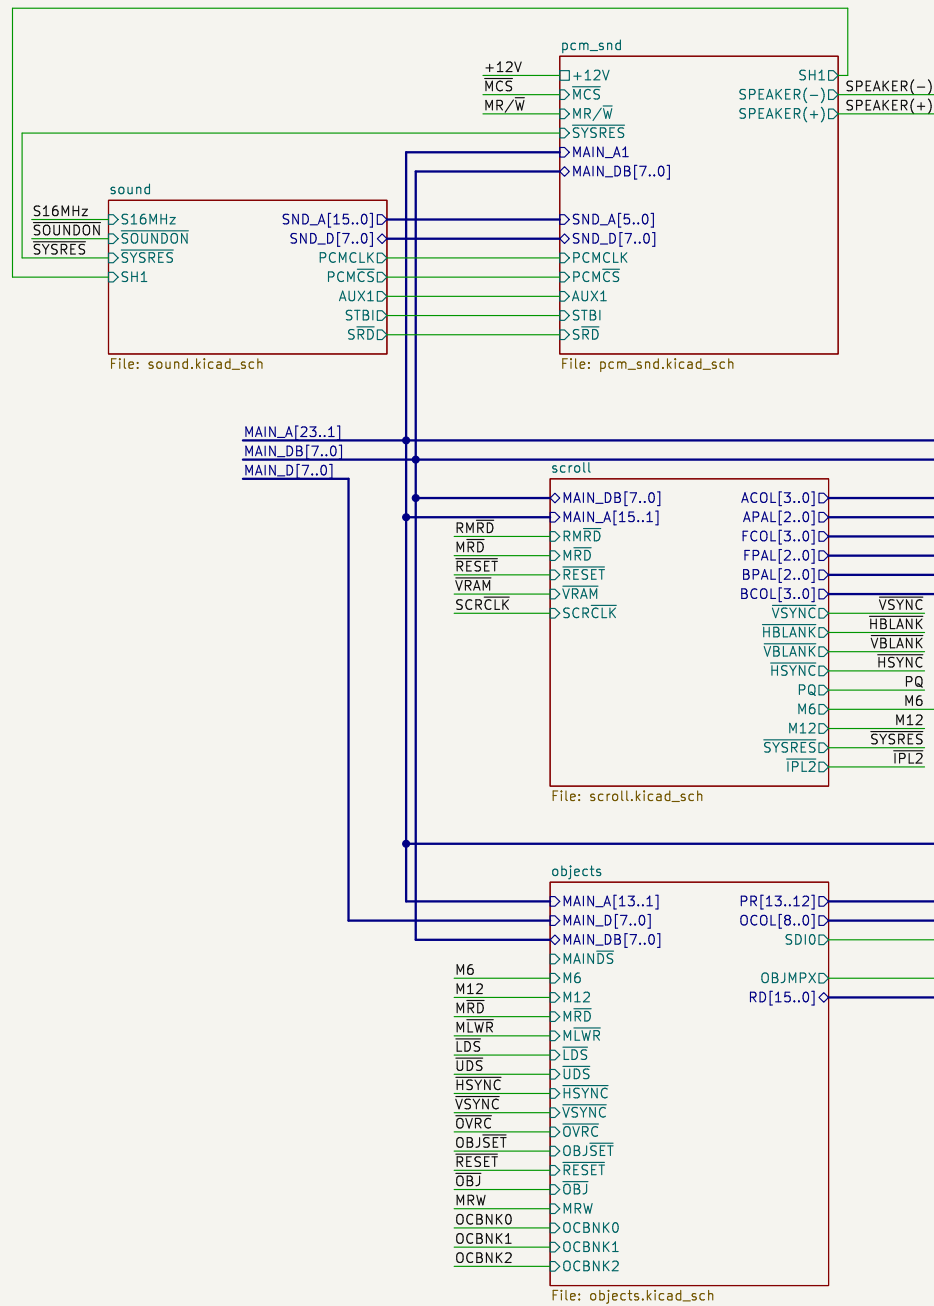 pcm_snd
+12V
MCS
MR/W
+12V
MCS
MR/W
SYSRES
MAIN_A1
MAIN_DB[7..0]
SND_A[5..0]
SND_D[7..0]
PCMCLK
PCMCS
AUX1
STBI
SRD
SH1
SPEAKER(-)
SPEAKER(+)
SPEAKER(-)
SPEAKER(+)
File: pcm_snd.kicad_sch
sound
S16MHz
SOUNDON
SYSRES
S16MHz
SOUNDON
SYSRES
SH1
SND_A[15..0]
SND_D[7..0]
PCMCLK
PCMCS
AUX1
STBI
SRD
File: sound.kicad_sch
MAIN_A[23..1]
MAIN_DB[7..0]
MAIN_D[7..0]
scroll
RMRD
MRD
RESET
VRAM
SCRCLK
MAIN_DB[7..0]
MAIN_A[15..1]
RMRD
MRD
RESET
VRAM
SCRCLK
ACOL[3..0]
APAL[2..0]
FCOL[3..0]
FPAL[2..0]
BPAL[2..0]
BCOL[3..0]
VSYNC
HBLANK
VBLANK
HSYNC
PQ
M6
M12
SYSRES
IPL2
VSYNC
HBLANK
VBLANK
HSYNC
PQ
M6
M12
SYSRES
IPL2
File: scroll.kicad_sch
objects
M6
M12
MRD
MLWR
LDS
UDS
HSYNC
VSYNC
OVRC
OBJSET
RESET
OBJ
MRW
OCBNK0
OCBNK1
OCBNK2
MAIN_A[13..1]
MAIN_D[7..0]
MAIN_DB[7..0]
MAINDS
M6
M12
MRD
MLWR
LDS
UDS
HSYNC
VSYNC
OVRC
OBJSET
RESET
OBJ
MRW
OCBNK0
OCBNK1
OCBNK2
PR[13..12]
OCOL[8..0]
SDI0
OBJMPX
RD[15..0]
File: objects.kicad_sch